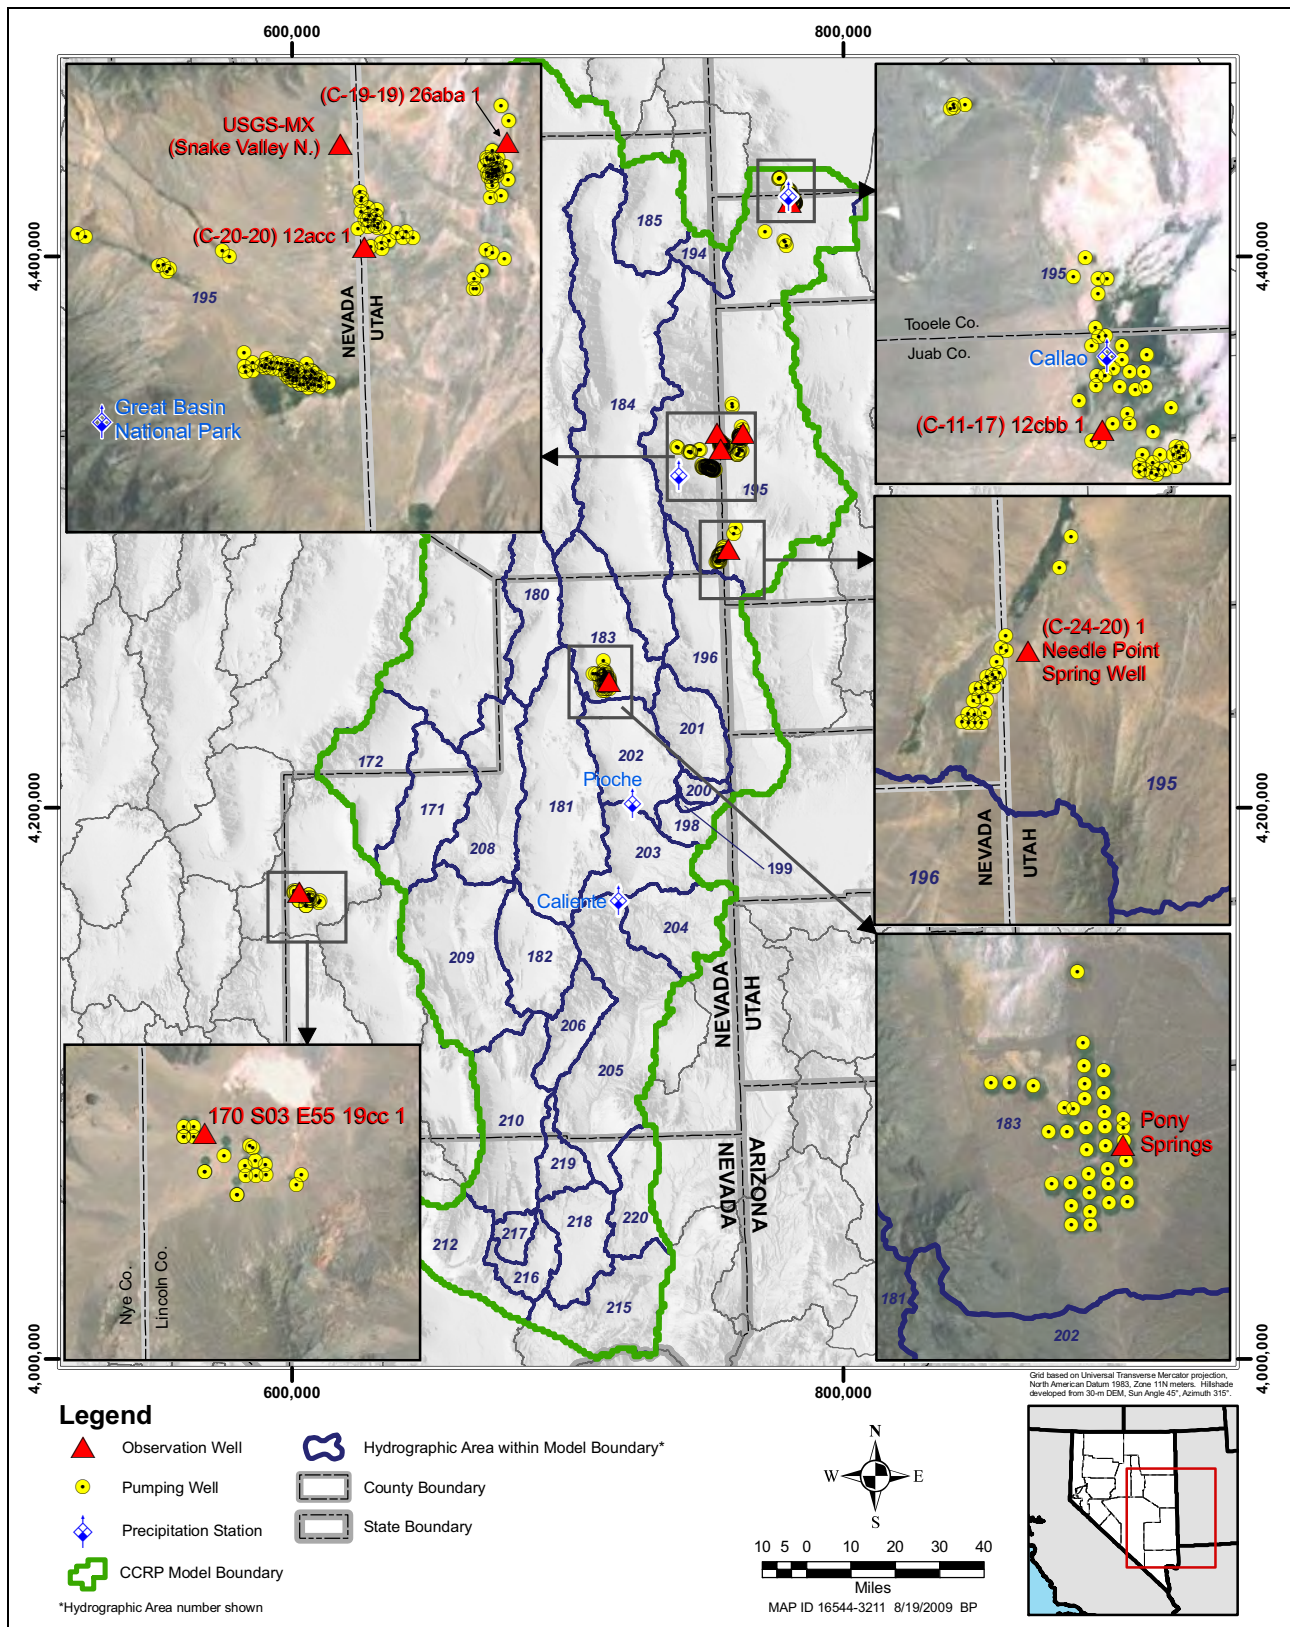 600,000
800,000
(C-19-19) 26aba 1
USGS-MX
(Snake Valley N.)
(C-20-20) 12acc 1
195
NEVADA
UTAH
Great Basin
National Park
185
194
184
195
195
Tooele Co.
Juab Co.
Callao
(C-11-17) 12cbb 1
4,400,000
4,400,000
(C-24-20) 1
Needle Point
Spring Well
195
196
NEVADA
UTAH
180
183
196
201
202
Pioche
200
198
199
172
171
181
208
203
Caliente
204
209
182
206
205
210
NEVADA
UTAH
4,200,000
4,200,000
219
218
220
217
212
216
215
NEVADA
ARIZONA
170 S03 E55 19cc 1
Nye Co.
Lincoln Co.
183
Pony
Springs
181
202
4,000,000
4,000,000
600,000
800,000
Grid based on Universal Transverse Mercator projection,
North American Datum 1983, Zone 11N meters. Hillshade
developed from 30-m DEM, Sun Angle 45°, Azimuth 315°.
Legend
Observation Well
Pumping Well
Precipitation Station
CCRP Model Boundary
Hydrographic Area within Model Boundary*
County Boundary
State Boundary
*Hydrographic Area number shown
N
W
E
S
10 5 0 10 20 30 40
Miles
MAP ID 16544-3211 8/19/2009 BP